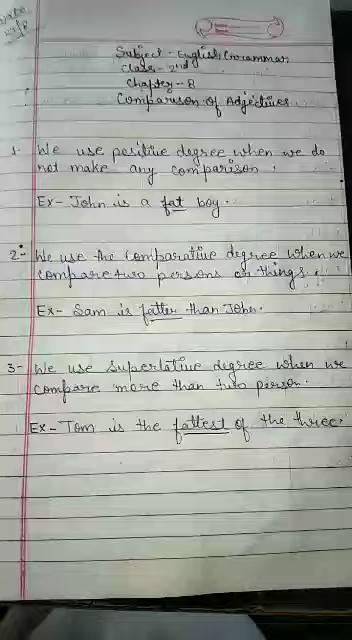 Subject - English Grammar
Class - 2nd
Chapter - 8
Comparison of Adjectives
1- We use positive degree when we do
not make any comparison.
Ex- John is a fat boy.
2- We use the comparative degree when we
compare two persons or things.
Ex- Sam is fatter than John.
3- We use superlative degree when we
compare more than two person.
Ex- Tom is the fattest of the three.